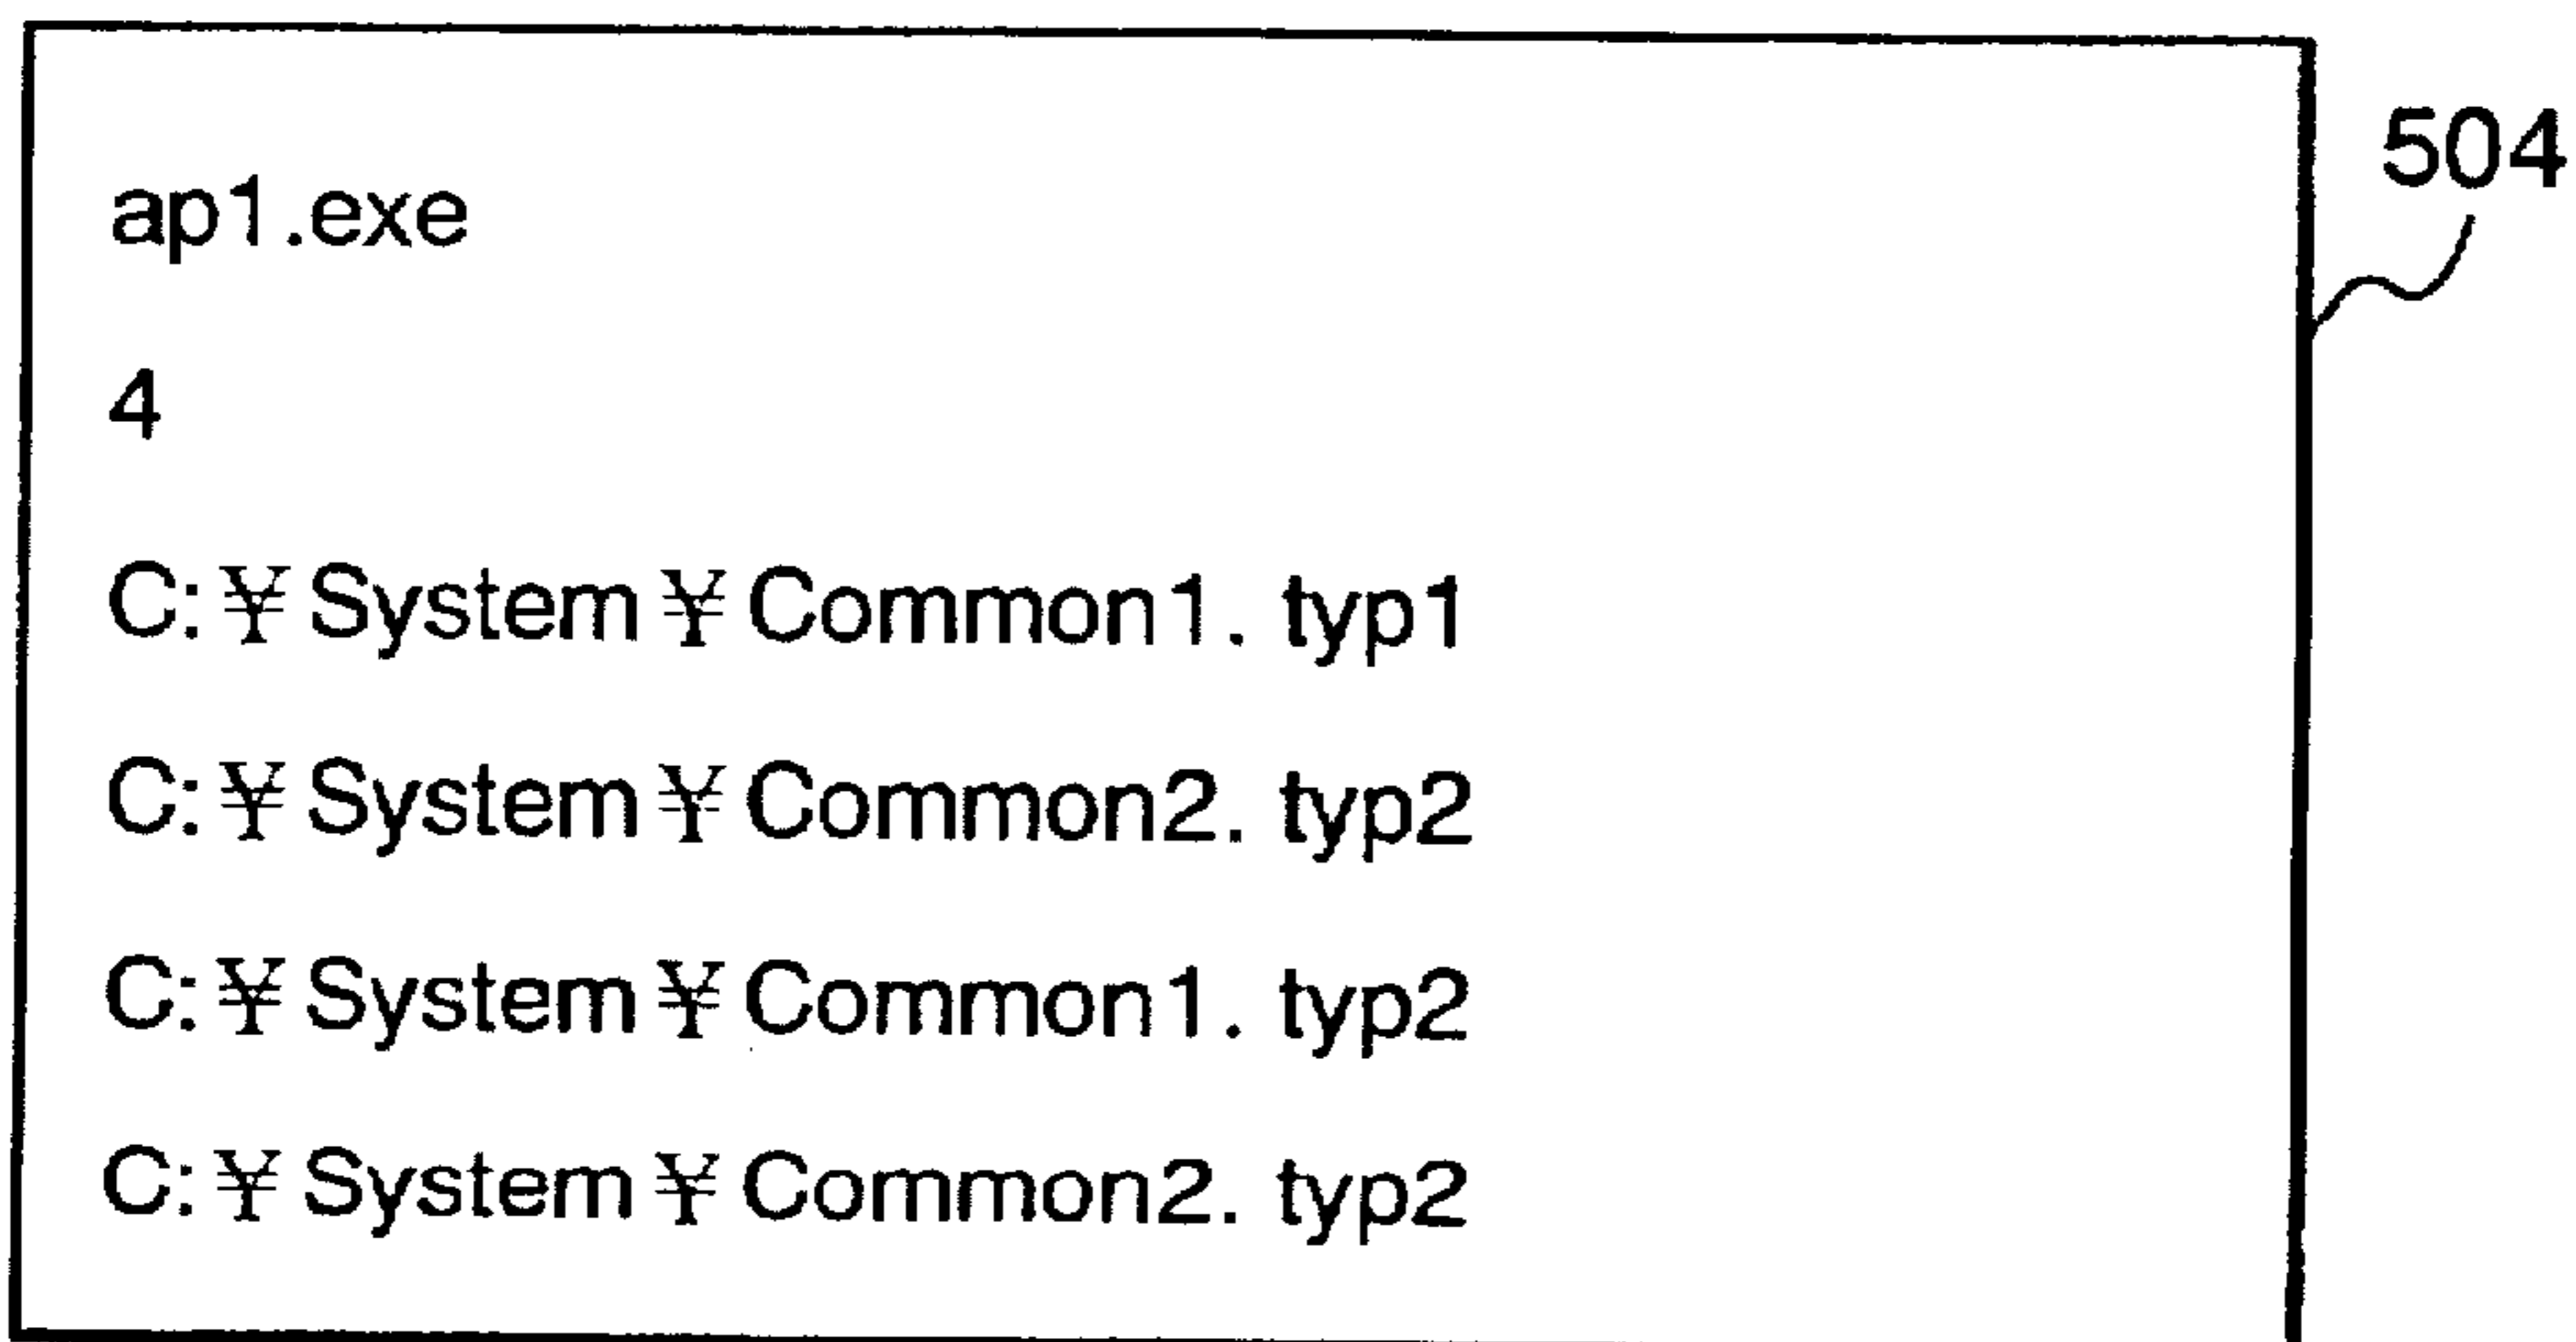 504
ap1.exe
4
C:¥System¥Common1. typ1
C:¥System¥Common2. typ2
C:¥System¥Common1. typ2
C:¥System¥Common2. typ2